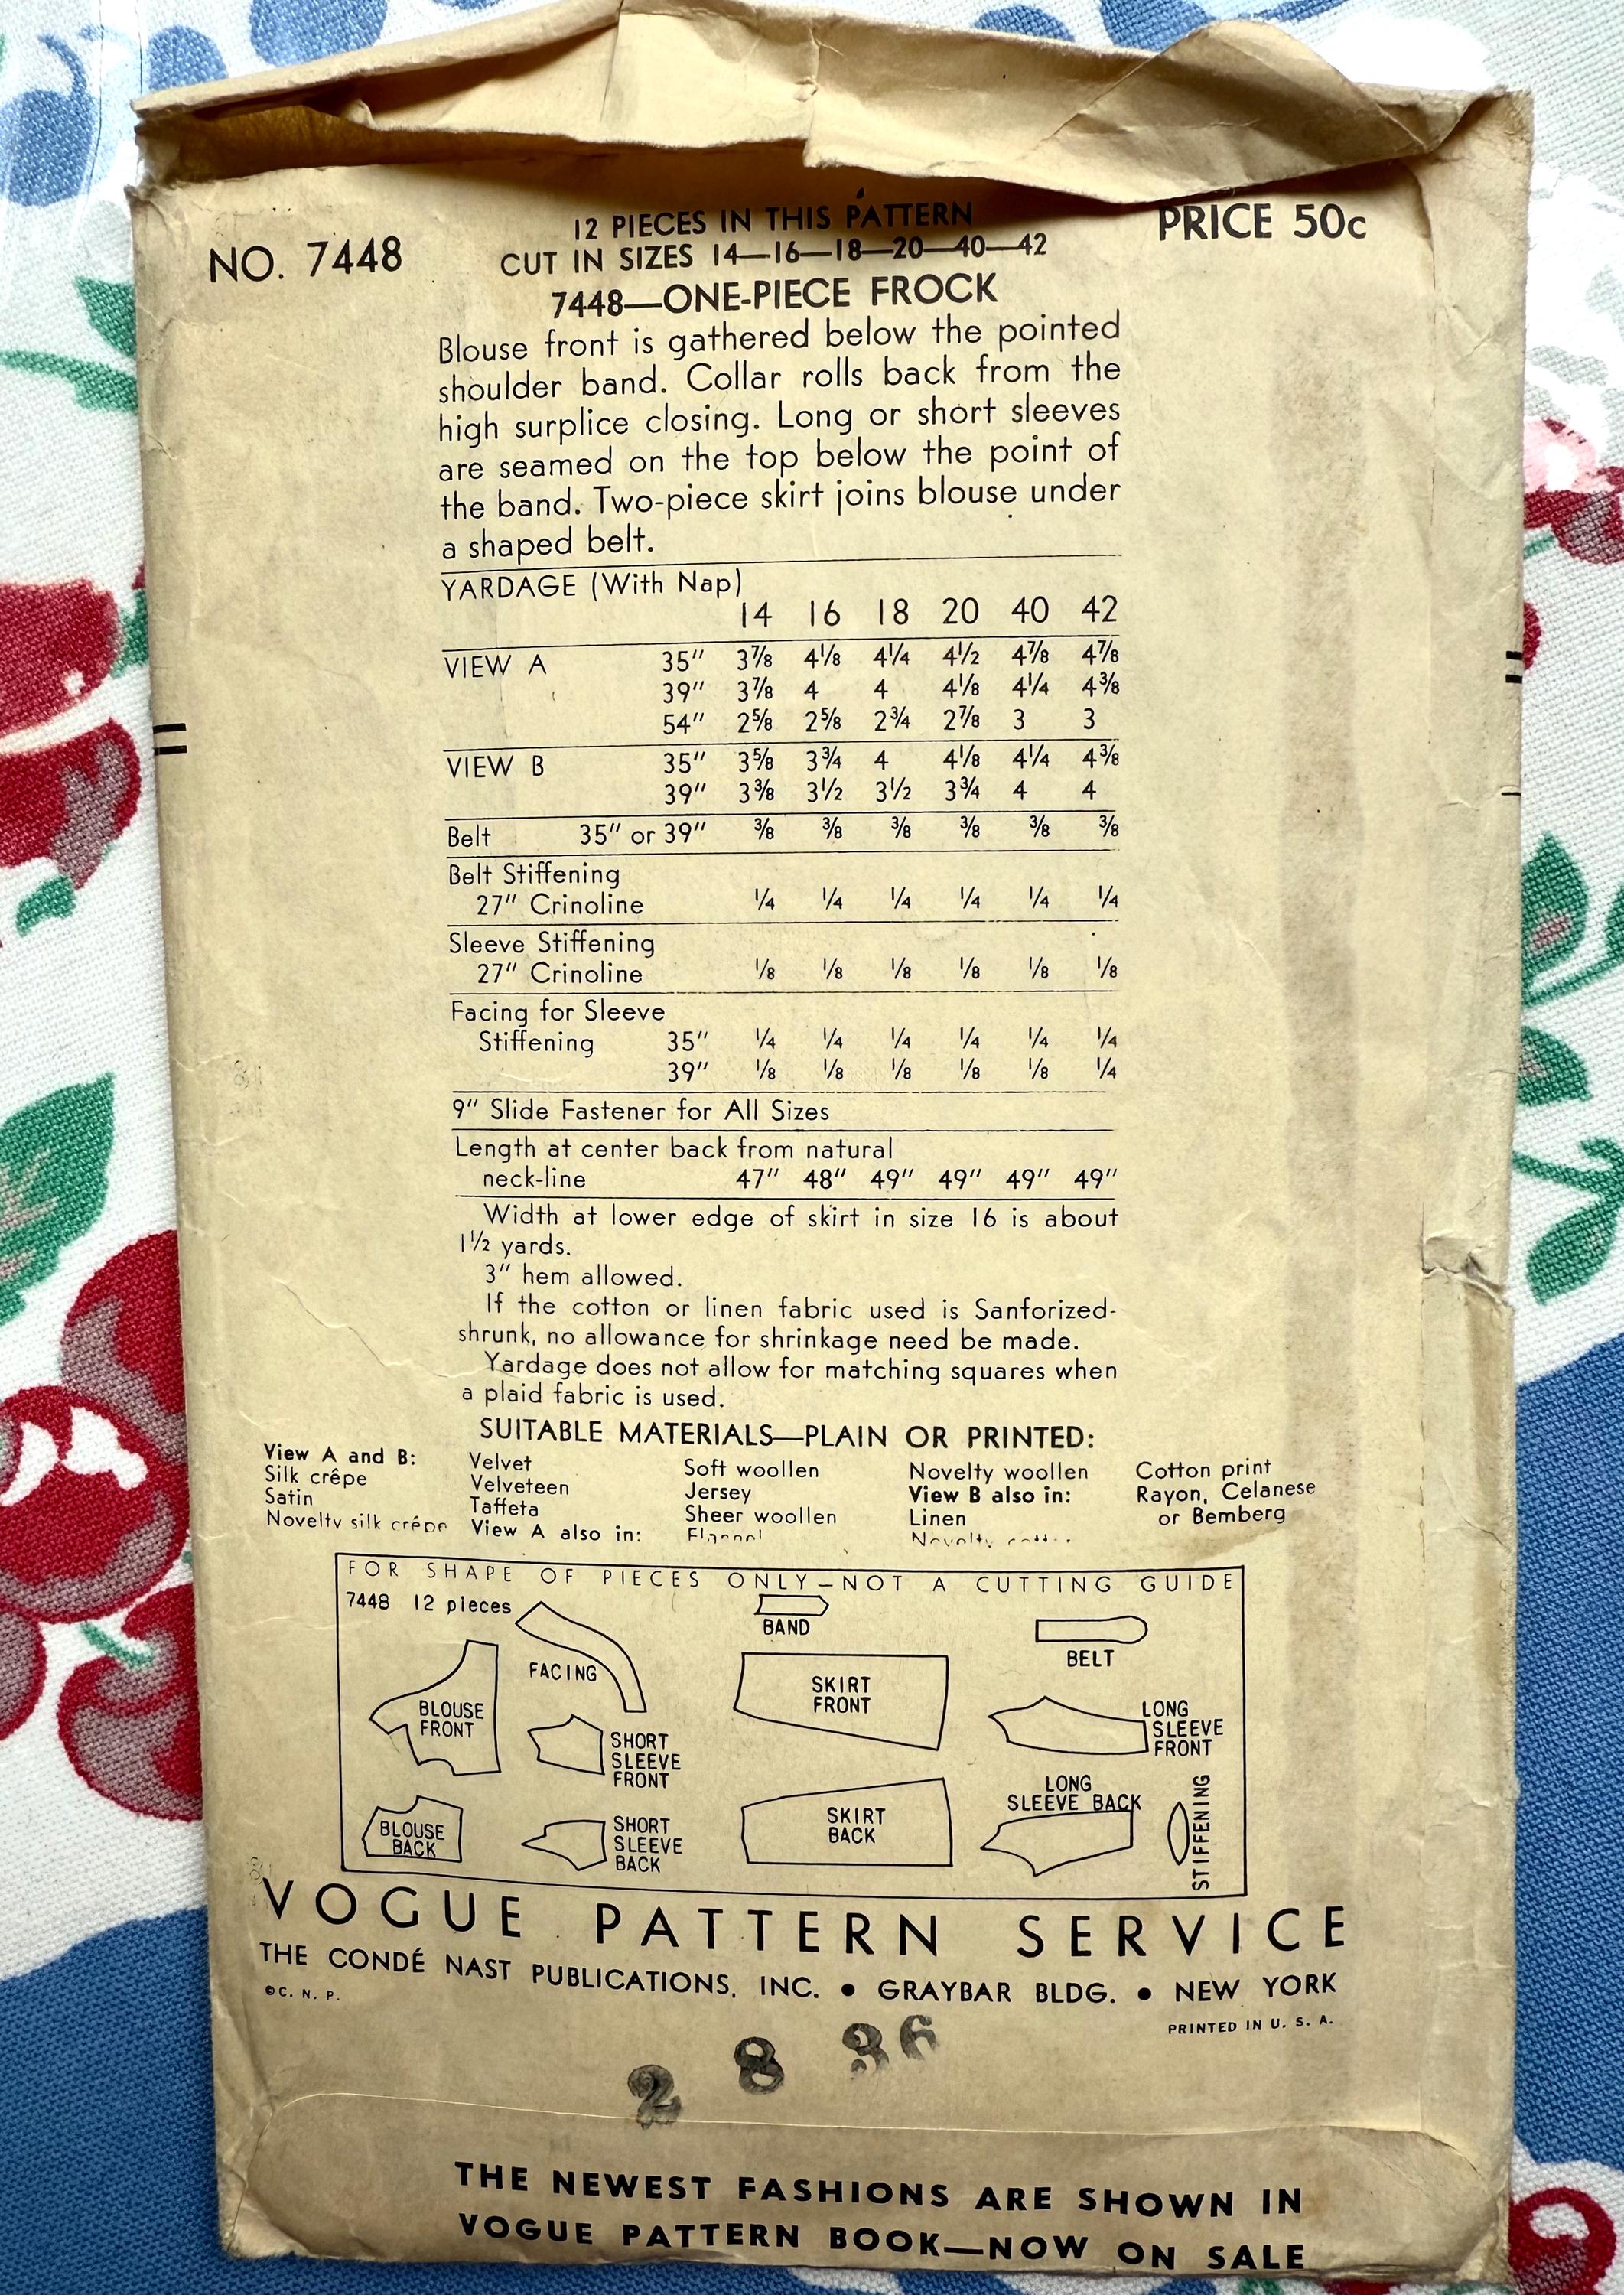 12 PIECES IN THIS PATTERN
PRICE 50c
NO. 7448
CUT IN SIZES 14—16—18—20—40—42
7448—ONE-PIECE FROCK
Blouse front is gathered below the pointed
shoulder band. Collar rolls back from the
high surplice closing. Long or short sleeves
are seamed on the top below the point of
the band. Two-piece skirt joins blouse under
a shaped belt.
YARDAGE (With Nap)
14 16 18 20 40 42
VIEW A 35" 3⅞ 4⅛ 4¼ 4½ 4⅞ 4⅞
39" 3⅞ 4 4 4⅛ 4¼ 4⅜
54" 2⅝ 2⅝ 2¾ 2⅞ 3 3
VIEW B 35" 3⅝ 3¾ 4 4⅛ 4¼ 4⅜
39" 3⅜ 3½ 3½ 3¾ 4 4
Belt 35" or 39" ⅜ ⅜ ⅜ ⅜ ⅜ ⅜
Belt Stiffening
27" Crinoline ¼ ¼ ¼ ¼ ¼ ¼
Sleeve Stiffening
27" Crinoline ⅛ ⅛ ⅛ ⅛ ⅛ ⅛
Facing for Sleeve
Stiffening 35" ¼ ¼ ¼ ¼ ¼ ¼
39" ⅛ ⅛ ⅛ ⅛ ⅛ ¼
9" Slide Fastener for All Sizes
Length at center back from natural
neck-line 47" 48" 49" 49" 49" 49"
Width at lower edge of skirt in size 16 is about
1½ yards.
3" hem allowed.
If the cotton or linen fabric used is Sanforized-
shrunk, no allowance for shrinkage need be made.
Yardage does not allow for matching squares when
a plaid fabric is used.
SUITABLE MATERIALS—PLAIN OR PRINTED:
View A and B:
Silk crêpe
Satin
Novelty silk crêpe
Velvet
Velveteen
Taffeta
View A also in:
Soft woollen
Jersey
Sheer woollen
Flannel
Novelty woollen
View B also in:
Linen
Novelty
Cotton print
Rayon, Celanese
or Bemberg
FOR SHAPE OF PIECES ONLY—NOT A CUTTING GUIDE
7448 12 pieces
FACING
BAND
BELT
BLOUSE
FRONT
SHORT
SLEEVE
FRONT
SKIRT
FRONT
LONG
SLEEVE
FRONT
BLOUSE
BACK
SHORT
SLEEVE
BACK
SKIRT
BACK
LONG
SLEEVE BACK
STIFFENING
VOGUE PATTERN SERVICE
THE CONDÉ NAST PUBLICATIONS, INC. • GRAYBAR BLDG. • NEW YORK
©C. N. P.
PRINTED IN U. S. A.
2 8 36
THE NEWEST FASHIONS ARE SHOWN IN
VOGUE PATTERN BOOK—NOW ON SALE